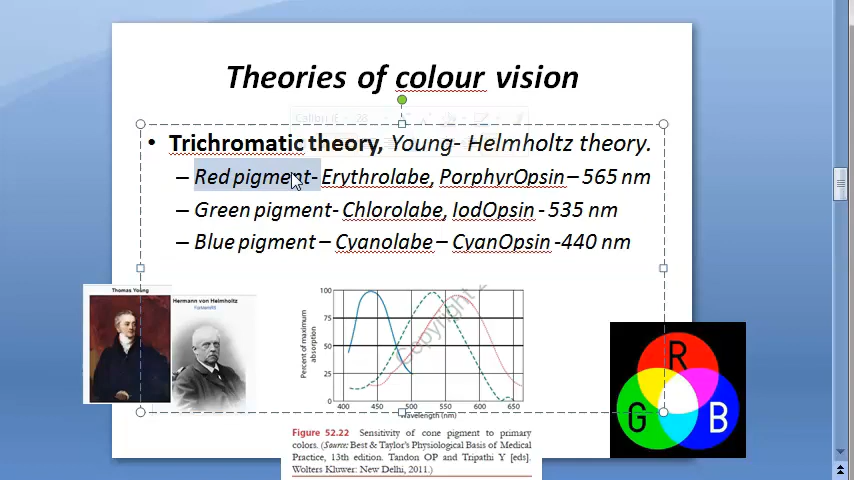 Theories of colour vision
• Trichromatic theory, Young- Helmholtz theory.
– Red pigment- Erythrolabe, PorphyrOpsin – 565 nm
– Green pigment- Chlorolabe, IodOpsin - 535 nm
– Blue pigment – Cyanolabe – CyanOpsin -440 nm
Thomas Young
Hermann von Helmholtz
Percent of maximum
absorption
100
75
50
25
0
400 450 500 550 600 650
Wavelength (nm)
Copyright
R
G B
Figure 52.22 Sensitivity of cone pigment to primary
colors. (Source: Best & Taylor's Physiological Basis of Medical
Practice, 13th edition. Tandon OP and Tripathi Y [eds].
Wolters Kluwer: New Delhi, 2011.)